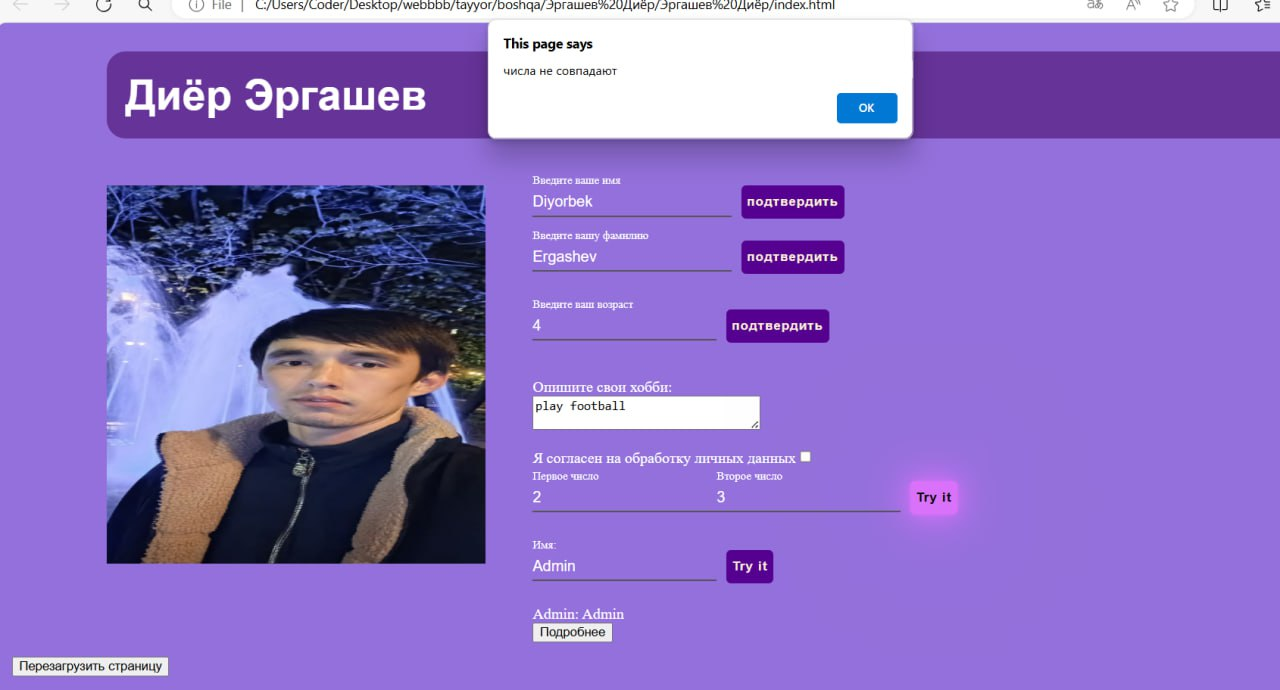 File
C:/Users/Coder/Desktop/webbbb/tayyor/boshqa/Эргашев%20Диёр/Эргашев%20Диёр/index.html
This page says
числа не совпадают
OK
Диёр Эргашев
Введите ваше имя
Diyorbek
подтвердить
Введите вашу фамилию
Ergashev
подтвердить
Введите ваш возраст
4
подтвердить
Опишите свои хобби:
play football
Я согласен на обработку личных данных
Первое число Второе число
2 3
Try it
Имя:
Admin
Try it
Admin: Admin
Подробнее
Перезагрузить страницу